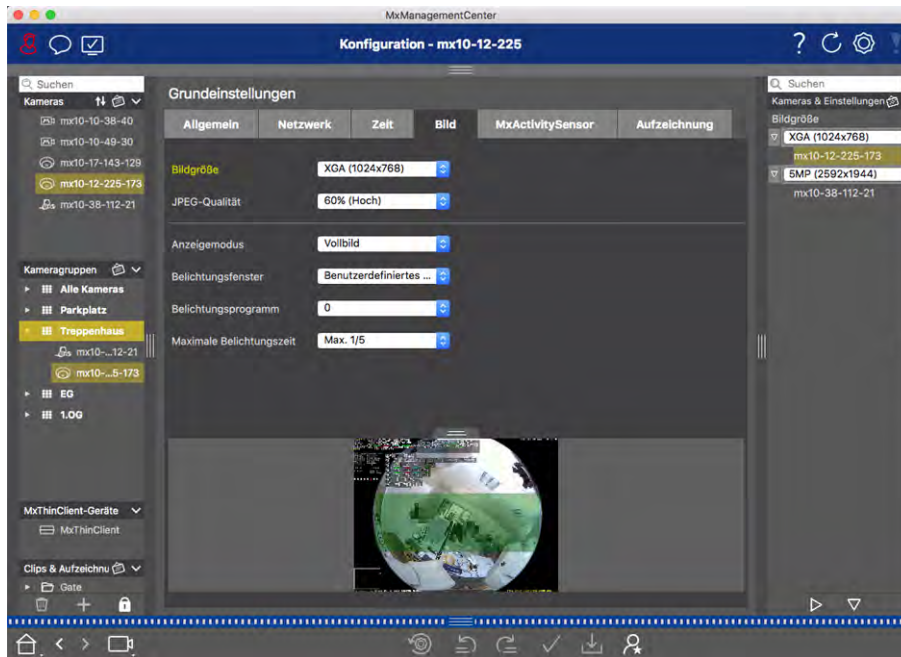 MxManagementCenter
Konfiguration - mx10-12-225
?
Suchen
Kameras
mx10-10-38-40
mx10-10-49-30
mx10-17-143-129
mx10-12-225-173
mx10-38-112-21
Kameragruppen
Alle Kameras
Parkplatz
Treppenhaus
mx10-...12-21
mx10-...5-173
EG
1.OG
MxThinClient-Geräte
MxThinClient
Clips & Aufzeichnu
Gate
Grundeinstellungen
Allgemein Netzwerk Zeit Bild MxActivitySensor Aufzeichnung
Bildgröße XGA (1024x768)
JPEG-Qualität 60% (Hoch)
Anzeigemodus Vollbild
Belichtungsfenster Benutzerdefiniertes ...
Belichtungsprogramm 0
Maximale Belichtungszeit Max. 1/5
Suchen
Kameras & Einstellungen
Bildgröße
XGA (1024x768)
mx10-12-225-173
5MP (2592x1944)
mx10-38-112-21